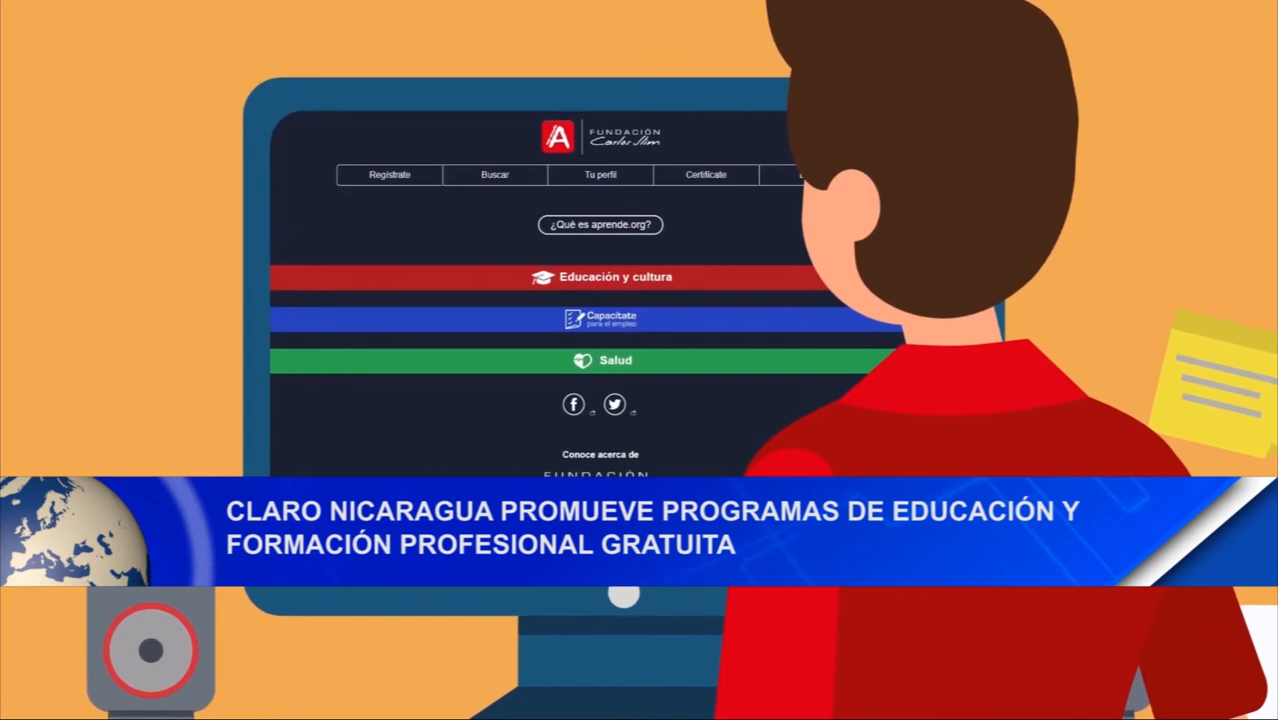 FUNDACIÓN
Carlos Slim
Regístrate
Buscar
Tu perfil
Certifícate
¿Qué es aprende.org?
Educación y cultura
Capacítate
para el empleo
Salud
Conoce acerca de
FUNDACIÓN
CLARO NICARAGUA PROMUEVE PROGRAMAS DE EDUCACIÓN Y
FORMACIÓN PROFESIONAL GRATUITA